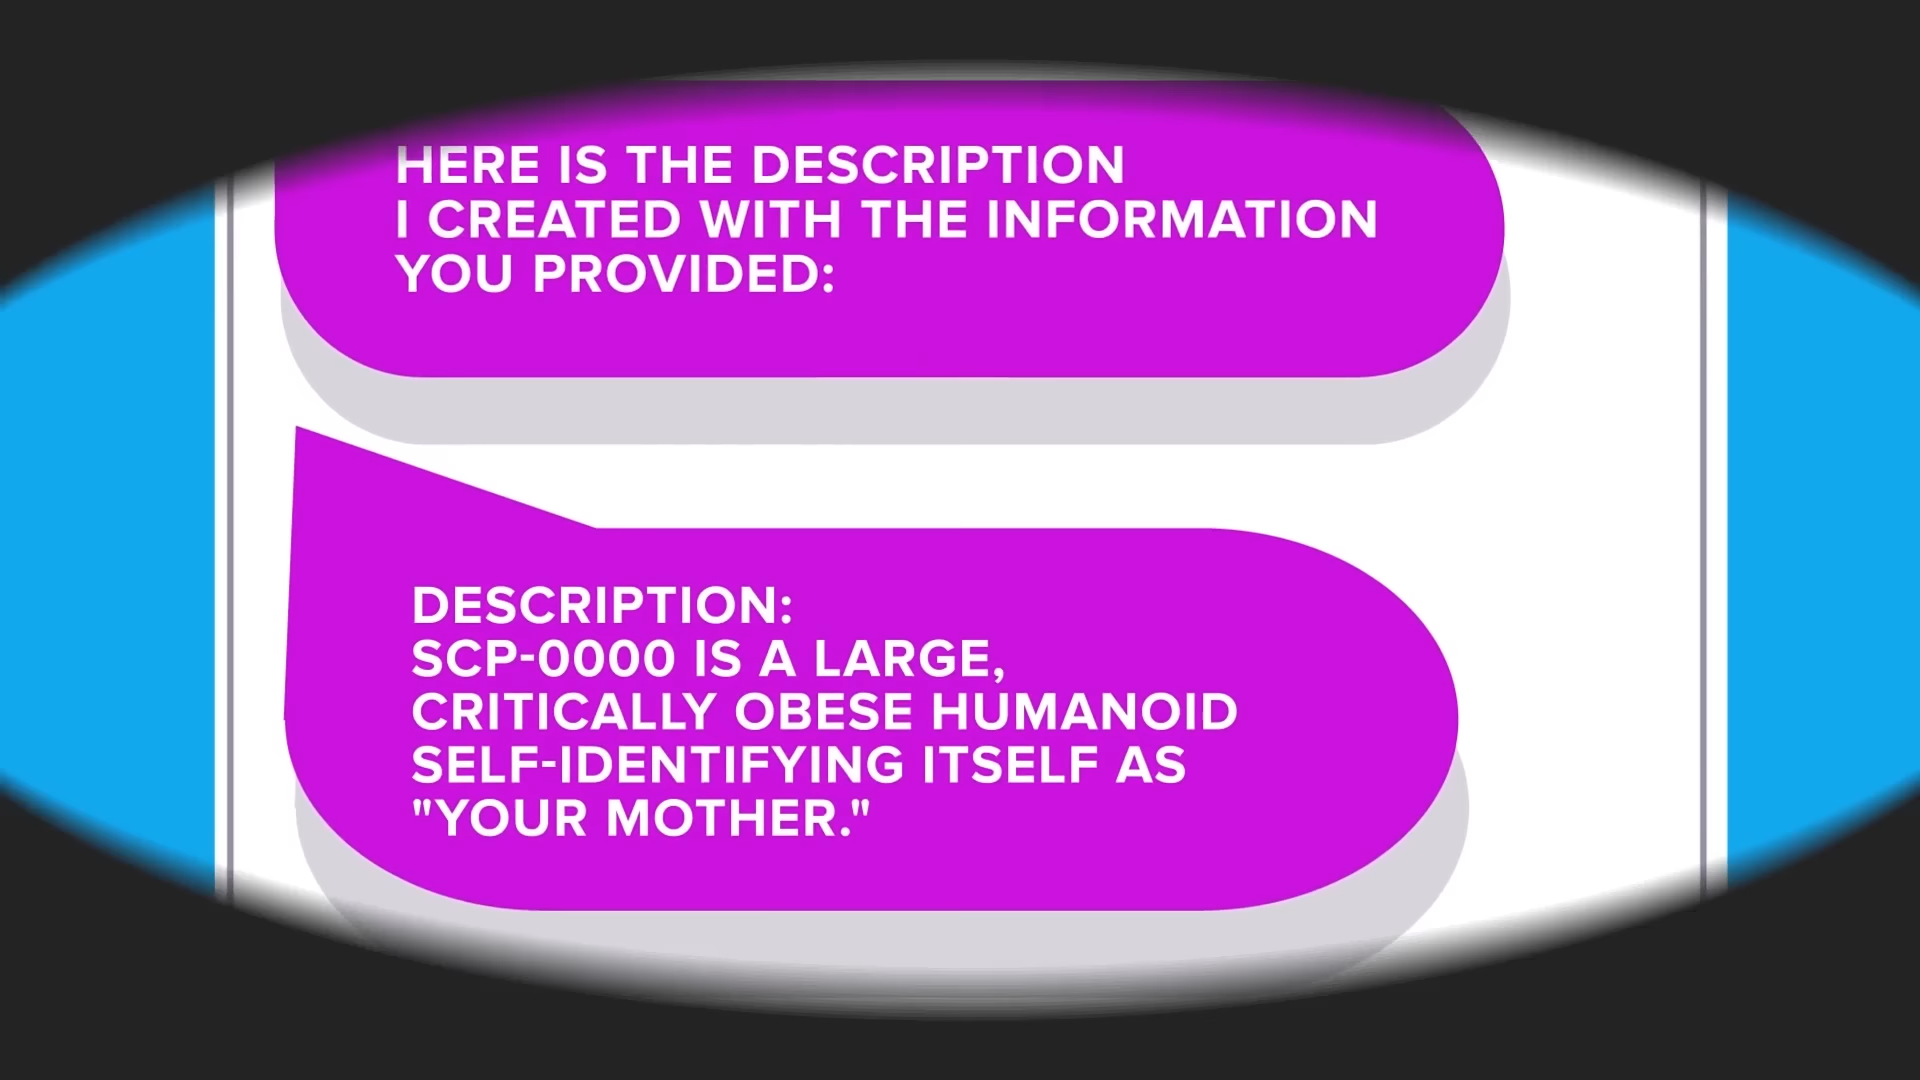 HERE IS THE DESCRIPTION
I CREATED WITH THE INFORMATION
YOU PROVIDED:
DESCRIPTION:
SCP-0000 IS A LARGE,
CRITICALLY OBESE HUMANOID
SELF-IDENTIFYING ITSELF AS
"YOUR MOTHER."